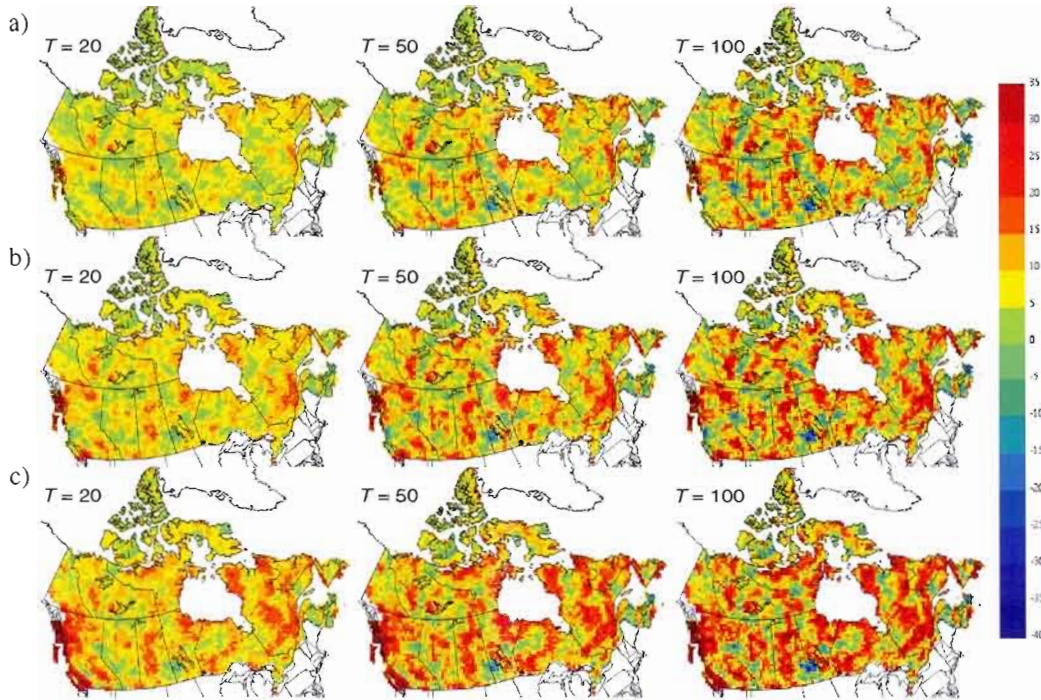 a)
T = 20
T = 50
T = 100
b)
T = 20
T = 50
T = 100
c)
T = 20
T = 50
T = 100
35
30
25
20
15
10
5
0
-5
-10
-15
-20
-25
-30
-35
-40